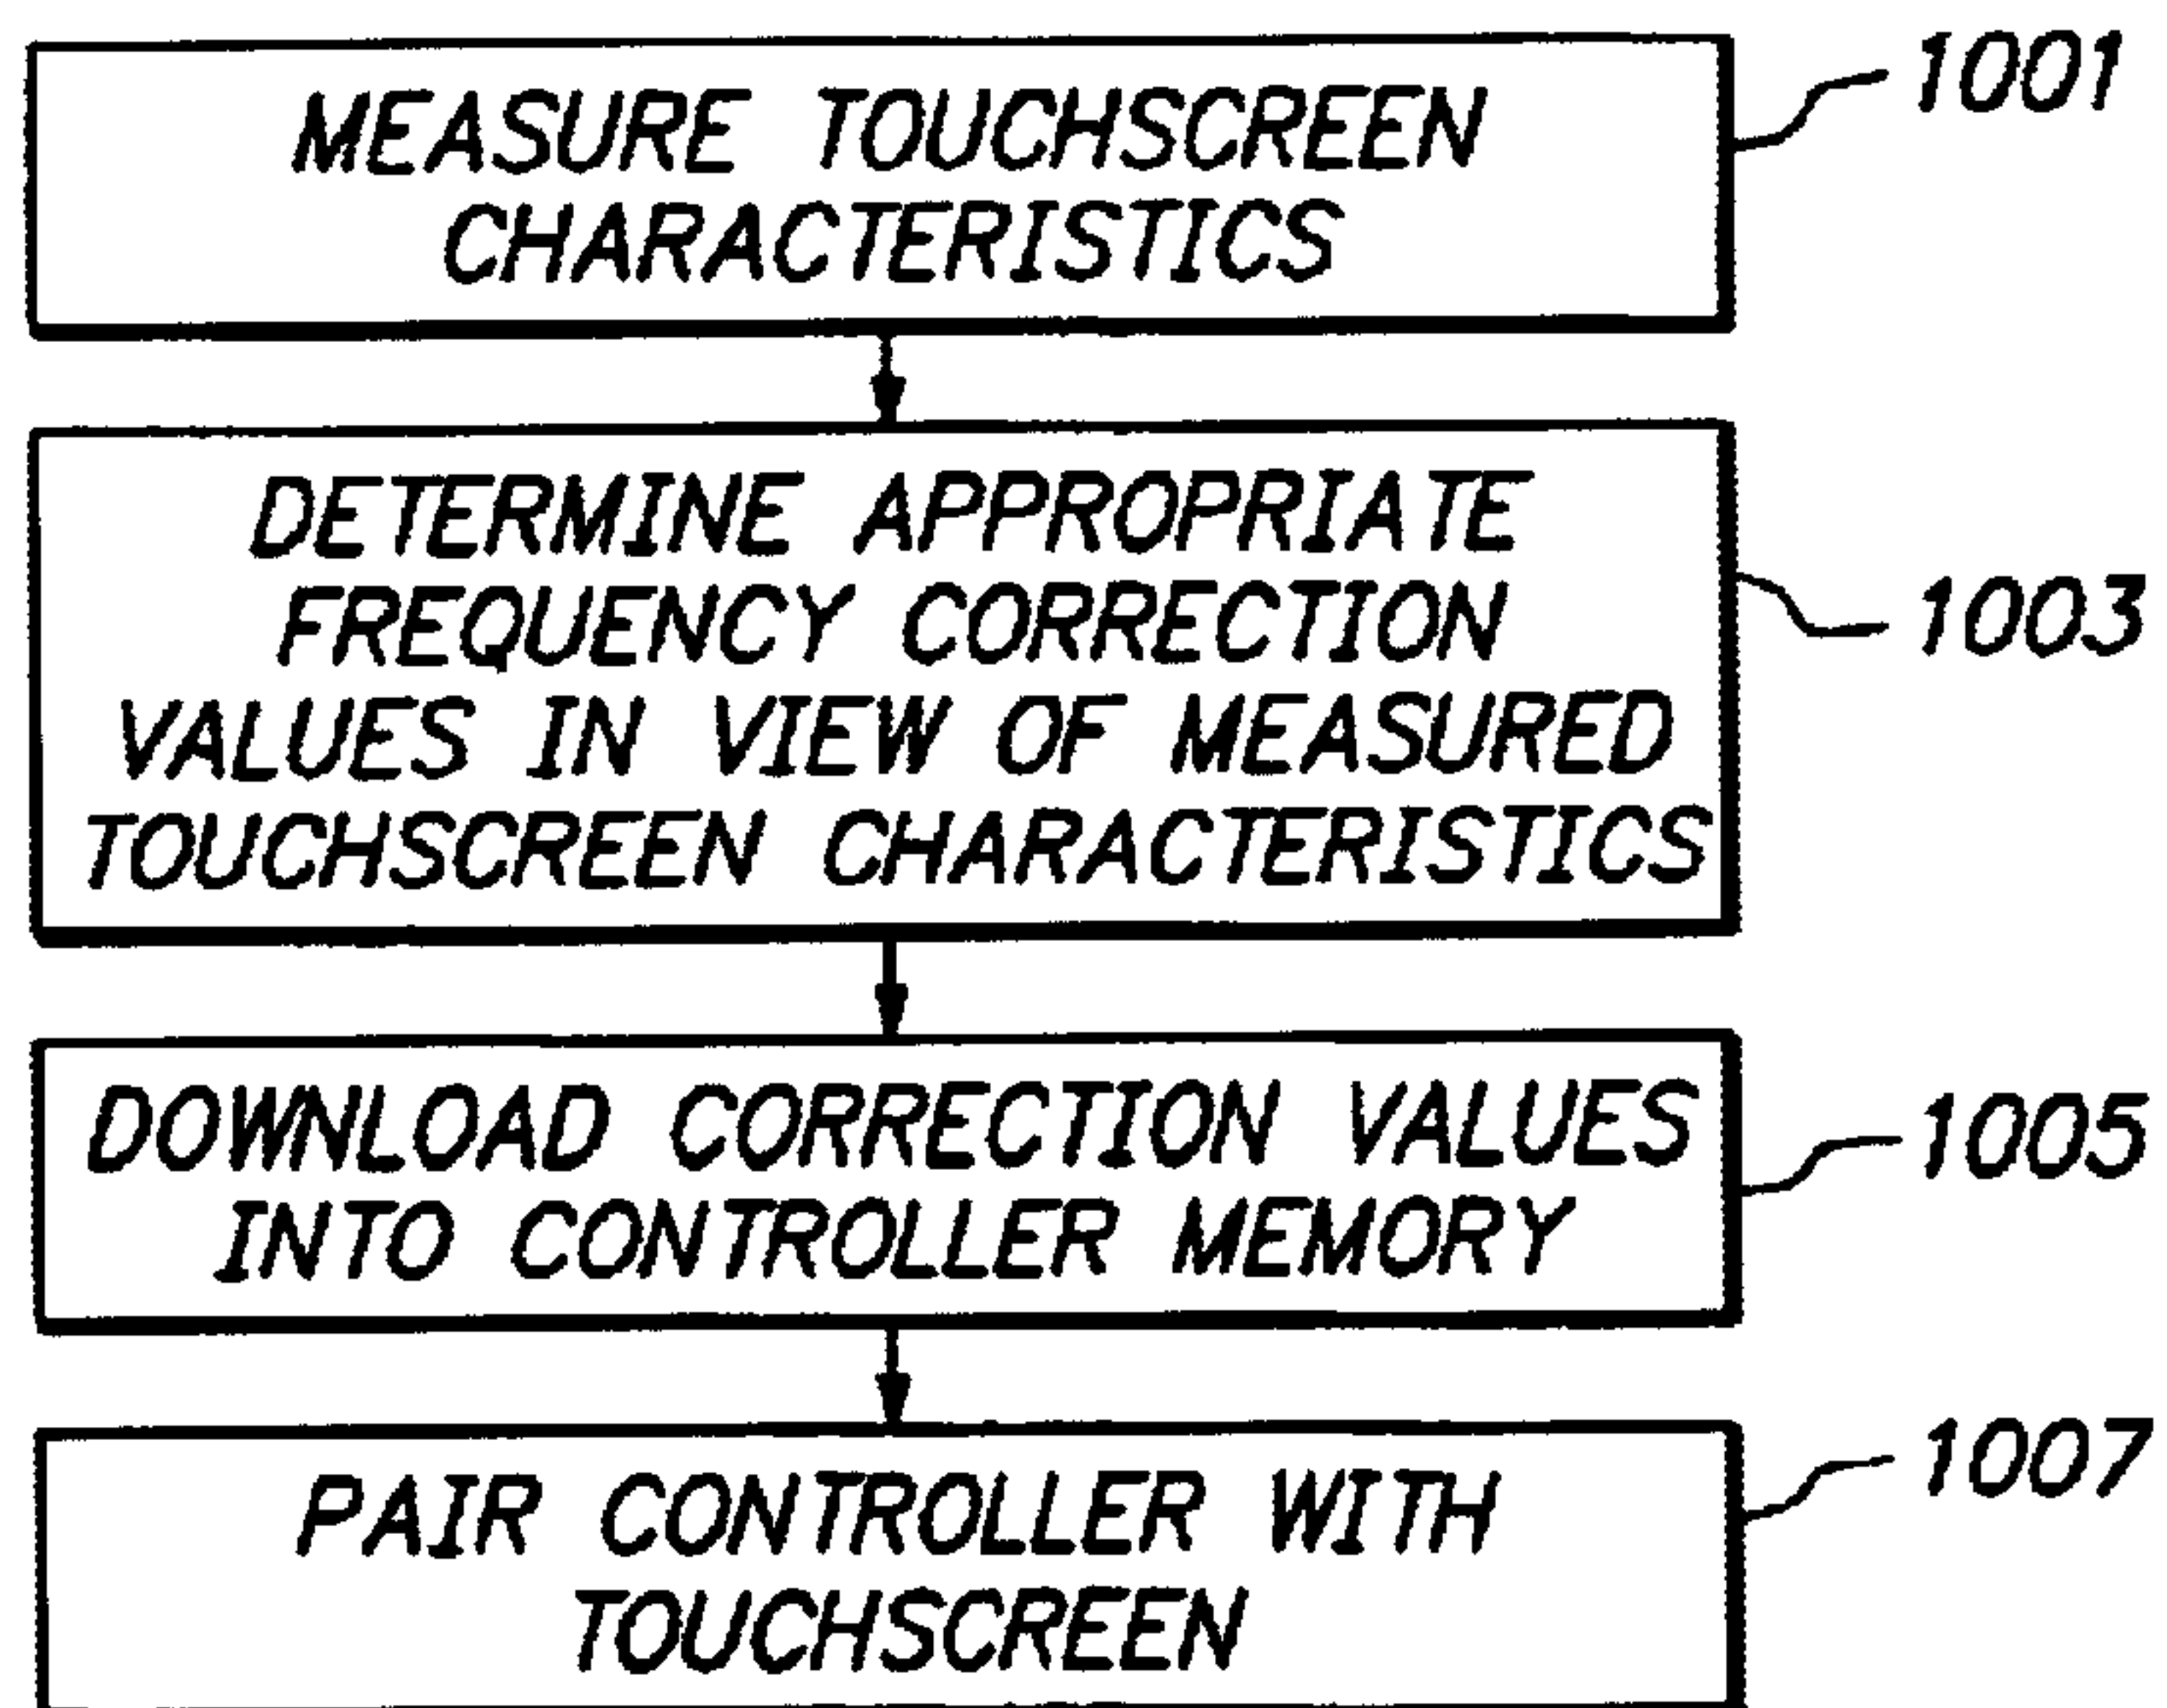 MEASURE TOUCHSCREEN
CHARACTERISTICS
1001
DETERMINE APPROPRIATE
FREQUENCY CORRECTION
VALUES IN VIEW OF MEASURED
TOUCHSCREEN CHARACTERISTICS
1003
DOWNLOAD CORRECTION VALUES
INTO CONTROLLER MEMORY
1005
PAIR CONTROLLER WITH
TOUCHSCREEN
1007